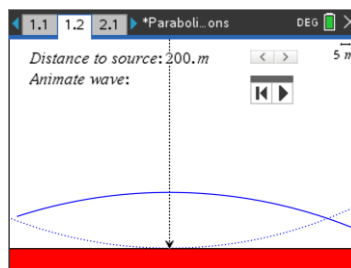 1.1 1.2 2.1 *Paraboli...ons DEG
Distance to source: 200. m
5 m
Animate wave: